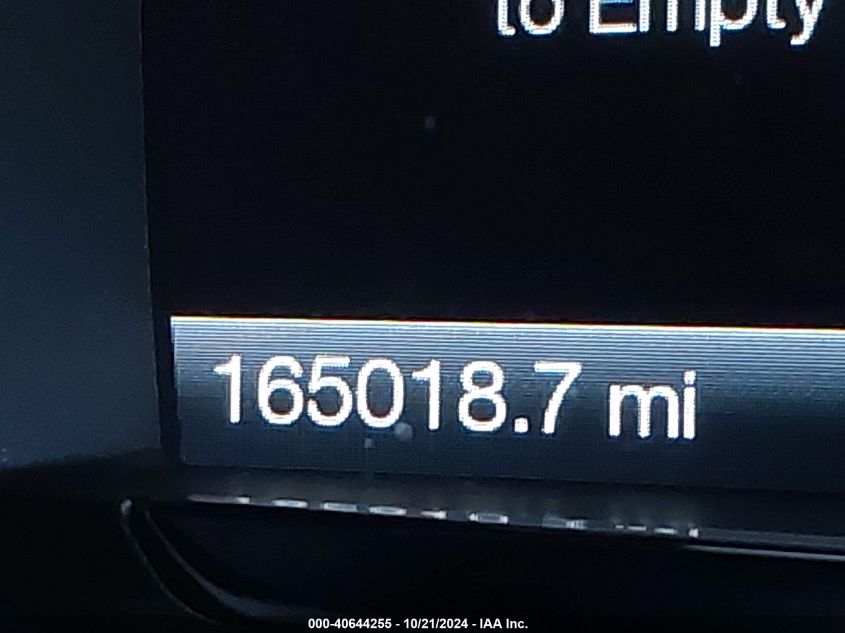 to Empty
165018.7 mi
000-40644255 - 10/21/2024 - IAA Inc.